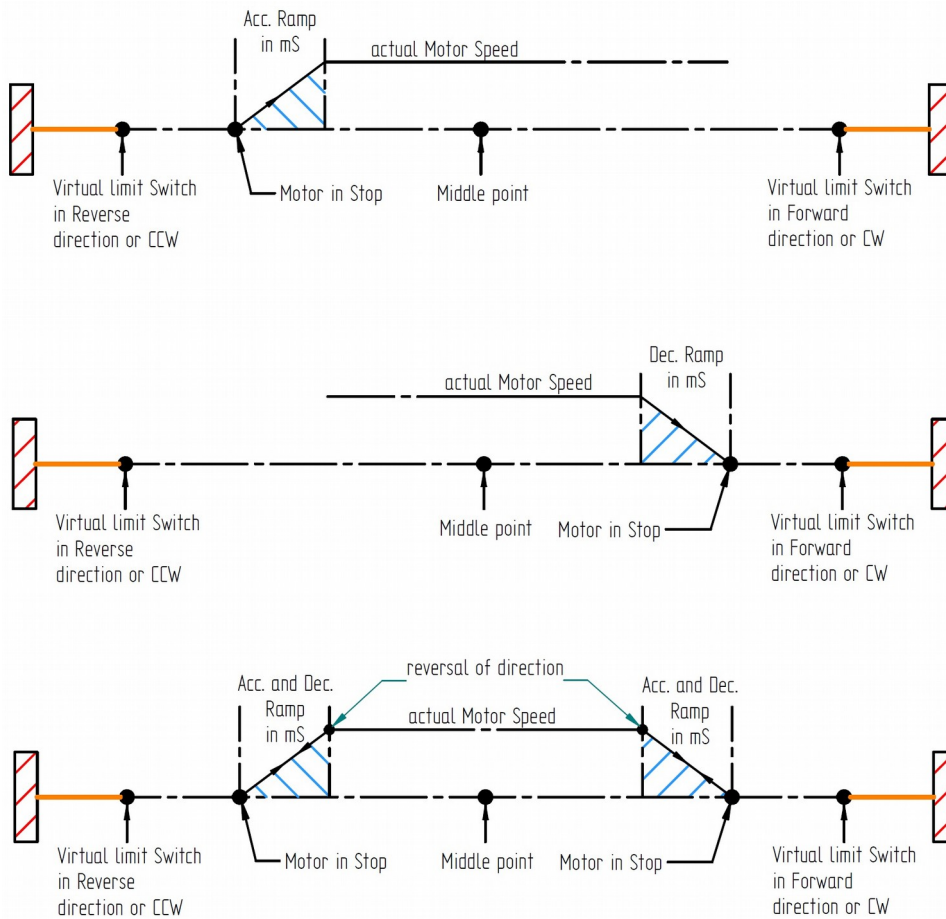 Acc. Ramp
in mS
actual Motor Speed
Virtual limit Switch
in Reverse
direction or CCW
Motor in Stop
Middle point
Virtual limit Switch
in Forward
direction or CW
Dec. Ramp
in mS
actual Motor Speed
Virtual limit Switch
in Reverse
direction or CCW
Middle point
Motor in Stop
Virtual limit Switch
in Forward
direction or CW
reversal of direction
Acc. and Dec.
Ramp
in mS
actual Motor Speed
Acc. and Dec.
Ramp
in mS
Virtual limit Switch
in Reverse
direction or CCW
Motor in Stop
Middle point
Motor in Stop
Virtual limit Switch
in Forward
direction or CW